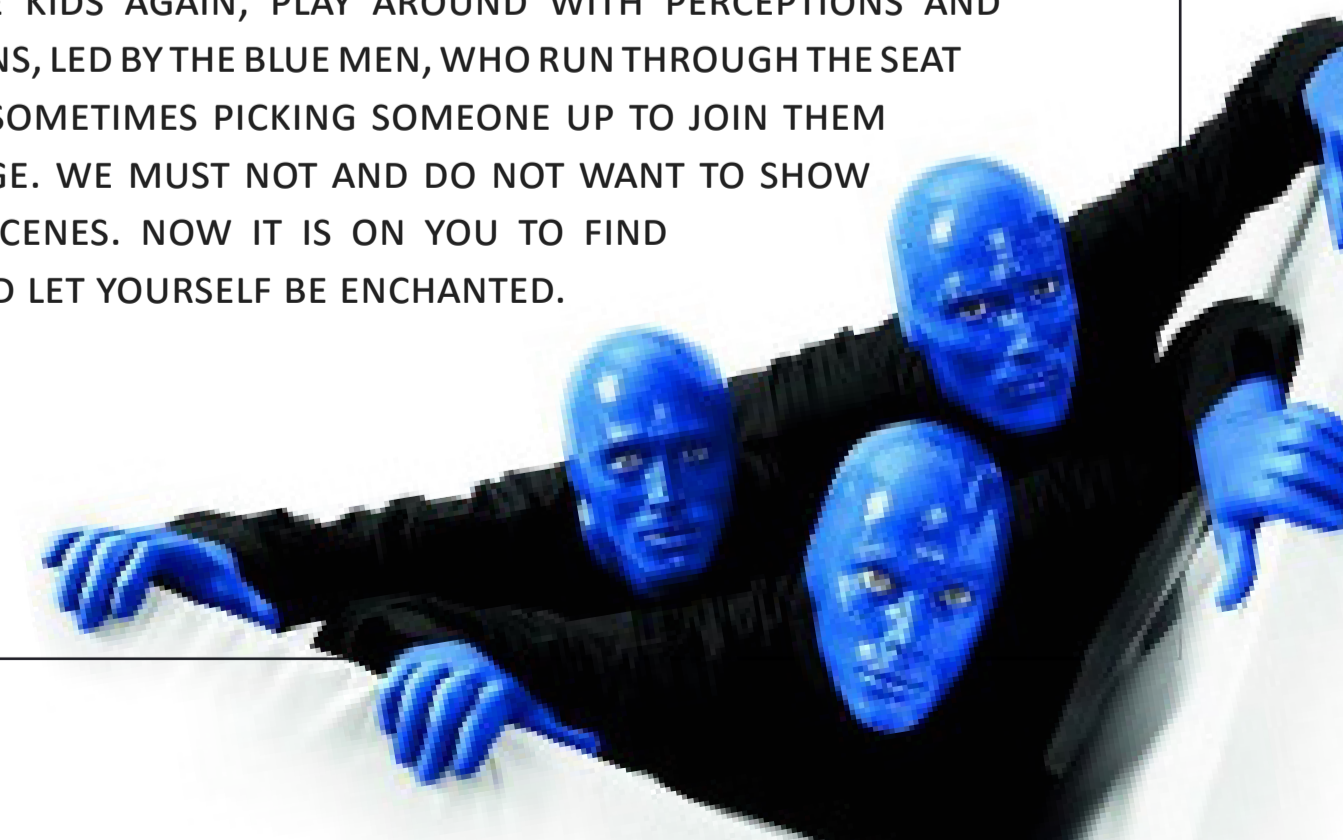 KIDS AGAIN, PLAY AROUND WITH PERCEPTIONS AND
NS, LED BY THE BLUE MEN, WHO RUN THROUGH THE SEAT
SOMETIMES PICKING SOMEONE UP TO JOIN THEM
GE. WE MUST NOT AND DO NOT WANT TO SHOW
CENES. NOW IT IS ON YOU TO FIND
D LET YOURSELF BE ENCHANTED.